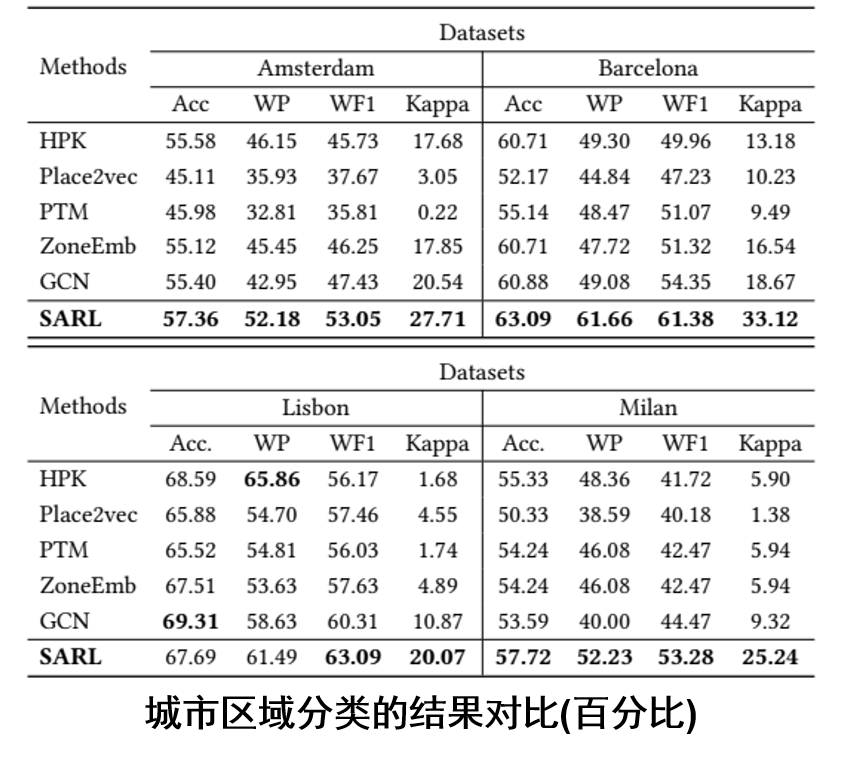 Datasets
Methods Amsterdam Barcelona
Acc WP WF1 Kappa Acc WP WF1 Kappa
HPK 55.58 46.15 45.73 17.68 60.71 49.30 49.96 13.18
Place2vec 45.11 35.93 37.67 3.05 52.17 44.84 47.23 10.23
PTM 45.98 32.81 35.81 0.22 55.14 48.47 51.07 9.49
ZoneEmb 55.12 45.45 46.25 17.85 60.71 47.72 51.32 16.54
GCN 55.40 42.95 47.43 20.54 60.88 49.08 54.35 18.67
SARL 57.36 52.18 53.05 27.71 63.09 61.66 61.38 33.12
Datasets
Methods Lisbon Milan
Acc. WP WF1 Kappa Acc. WP WF1 Kappa
HPK 68.59 65.86 56.17 1.68 55.33 48.36 41.72 5.90
Place2vec 65.88 54.70 57.46 4.55 50.33 38.59 40.18 1.38
PTM 65.52 54.81 56.03 1.74 54.24 46.08 42.47 5.94
ZoneEmb 67.51 53.63 57.63 4.89 54.24 46.08 42.47 5.94
GCN 69.31 58.63 60.31 10.87 53.59 40.00 44.47 9.32
SARL 67.69 61.49 63.09 20.07 57.72 52.23 53.28 25.24
城市区域分类的结果对比(百分比)